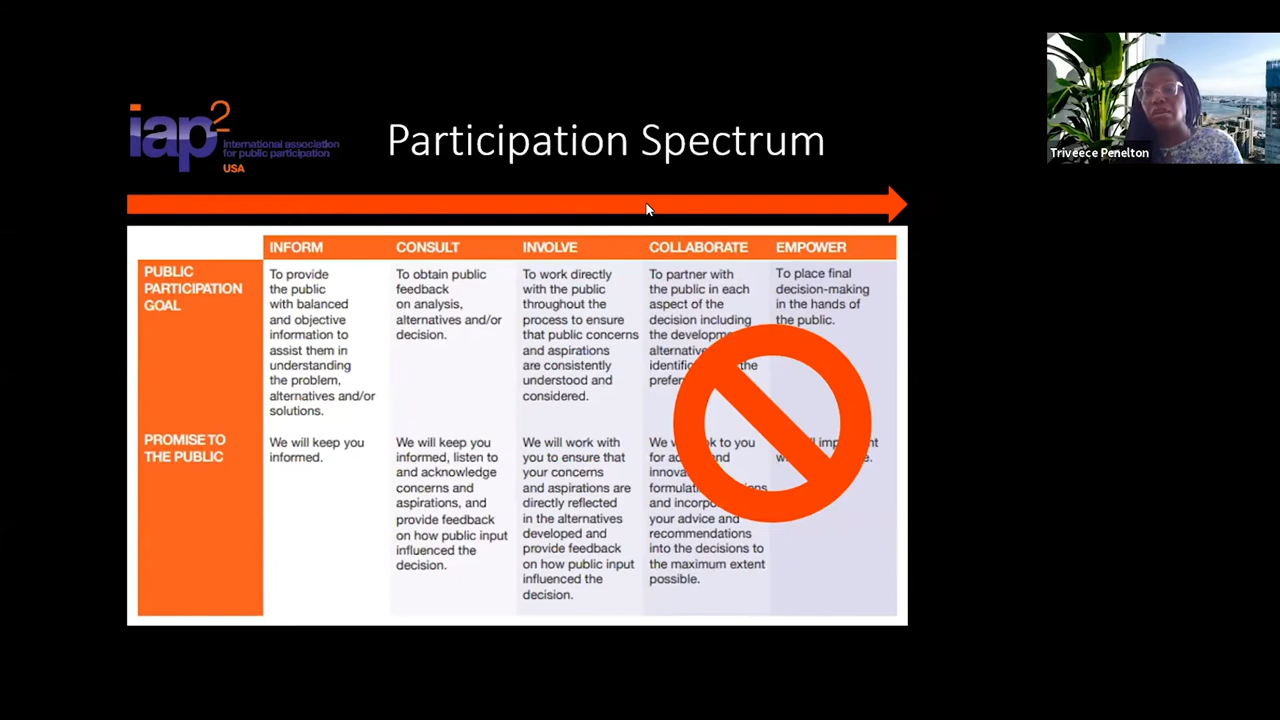 iap2
International association
for public participation
USA
Participation Spectrum
Triveece Penelton
INFORM
CONSULT
INVOLVE
COLLABORATE
EMPOWER
PUBLIC
PARTICIPATION
GOAL
To provide
the public
with balanced
and objective
information to
assist them in
understanding
the problem,
alternatives and/or
solutions.
To obtain public
feedback
on analysis,
alternatives and/or
decision.
To work directly
with the public
throughout the
process to ensure
that public concerns
and aspirations
are consistently
understood and
considered.
To partner with
the public in each
aspect of the
decision including
the
the
To place final
decision-making
in the hands of
the public.
PROMISE TO
THE PUBLIC
We will keep you
informed.
We will keep you
informed, listen to
and acknowledge
concerns and
aspirations, and
provide feedback
on how public input
influenced the
decision.
We will work with
you to ensure that
your concerns
and aspirations are
directly reflected
in the alternatives
developed and
provide feedback
on how public input
influenced the
decision.
We to you
for
and
your advice and
recommendations
into the decisions to
the maximum extent
possible.